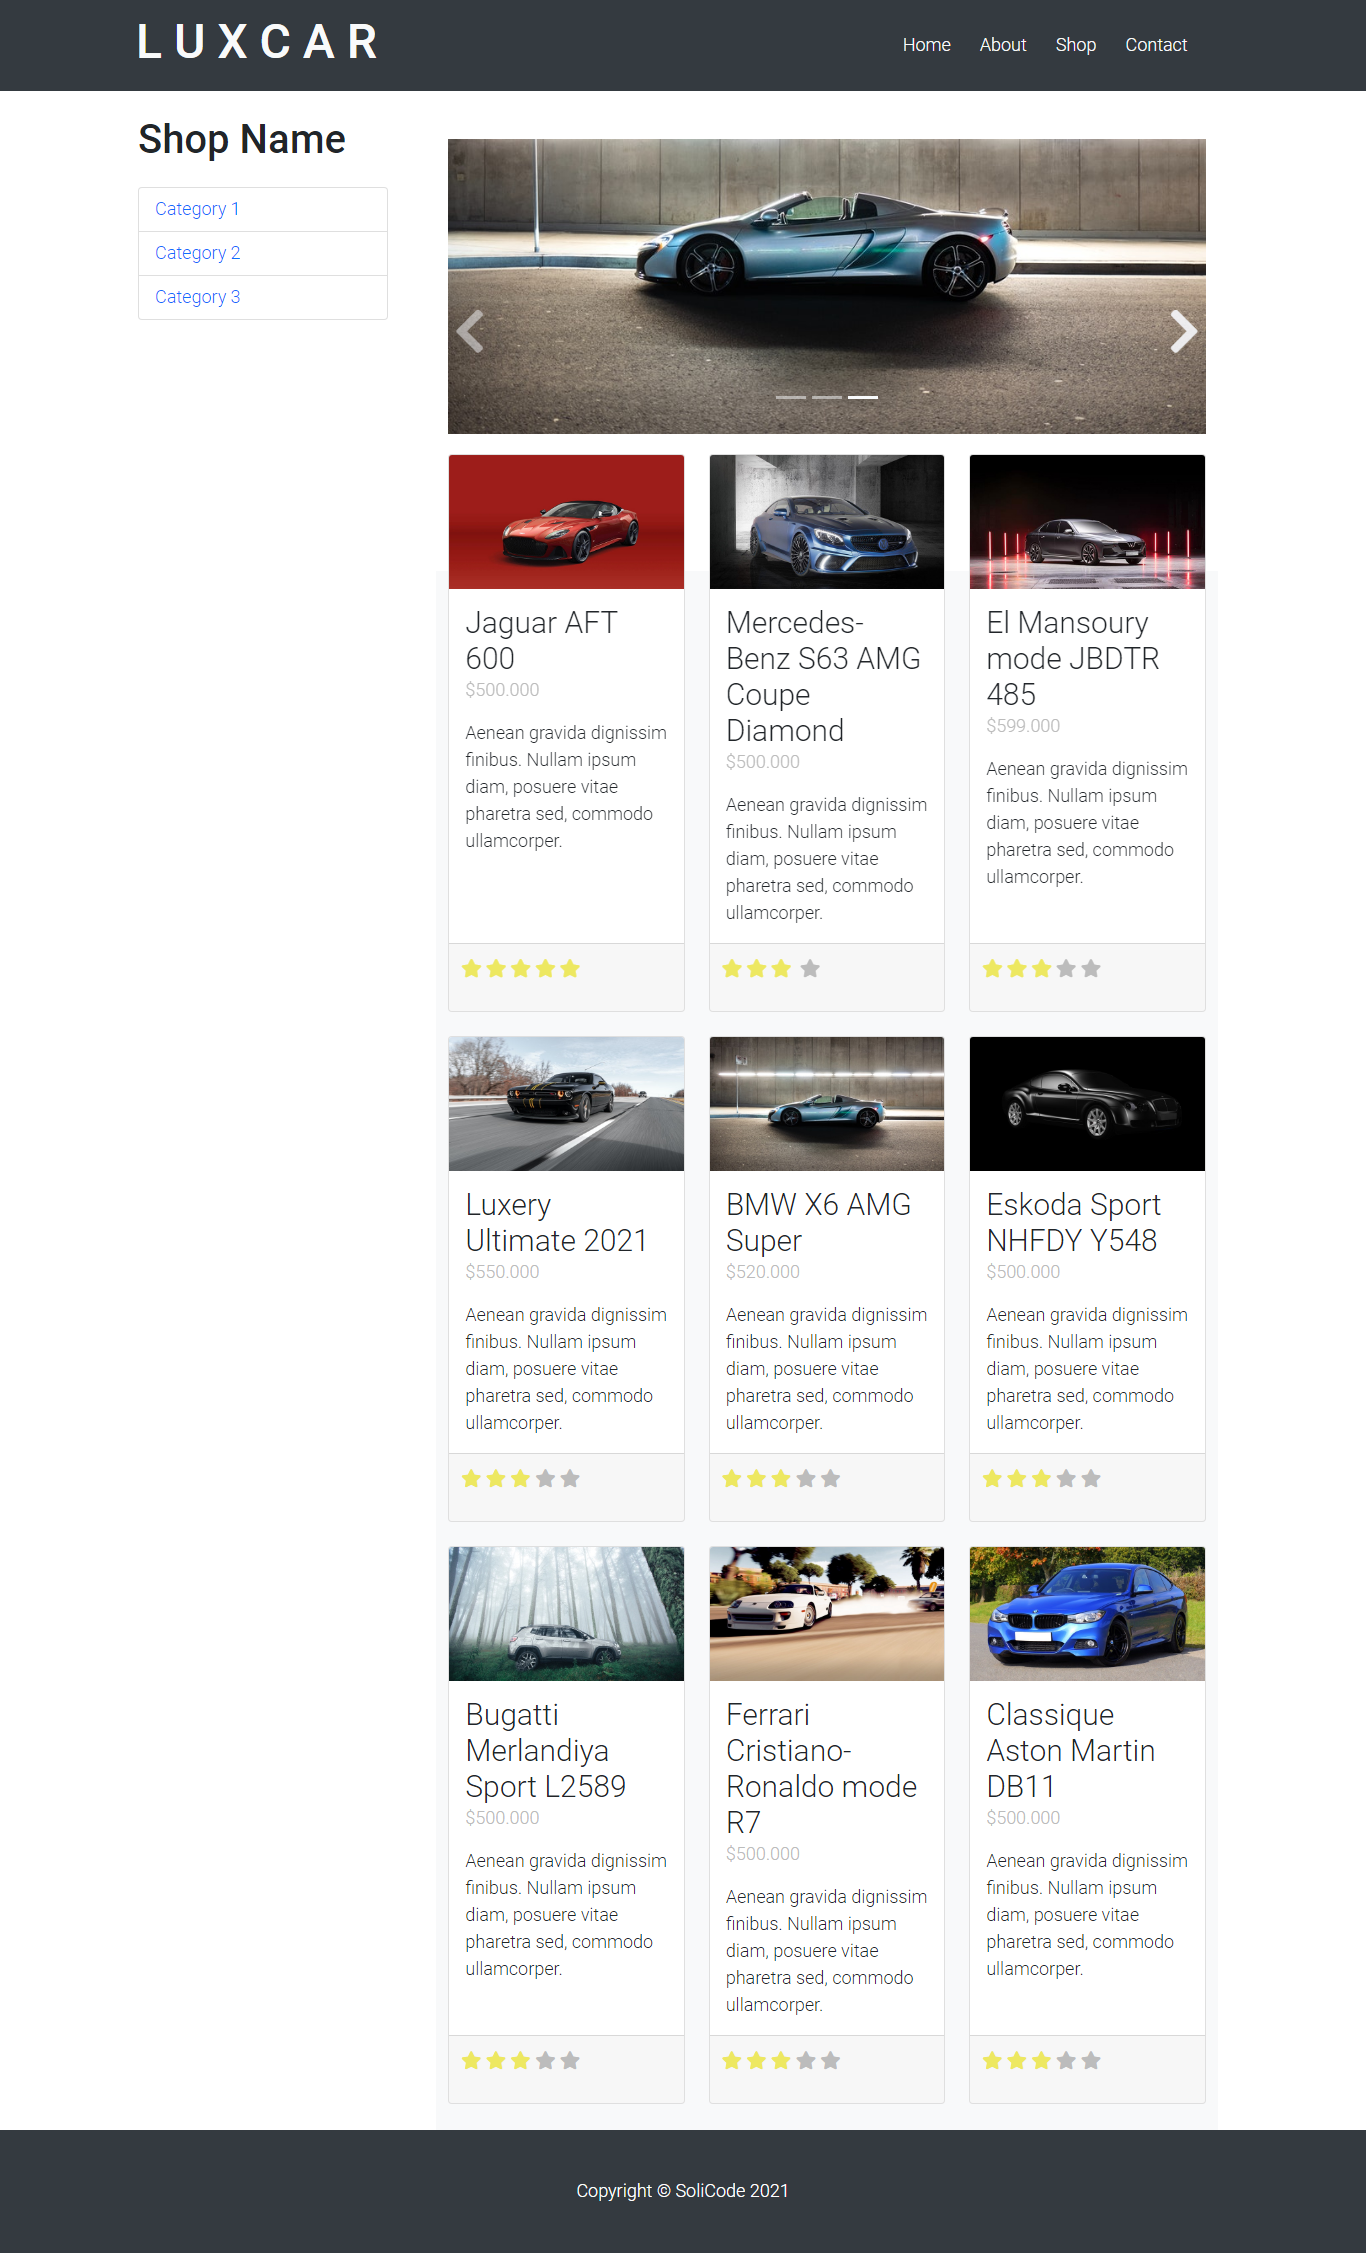 LUXCAR
Home About Shop Contact
Shop Name
Category 1
Category 2
Category 3
Jaguar AFT
600
$500.000
Aenean gravida dignissim
finibus. Nullam ipsum
diam, posuere vitae
pharetra sed, commodo
ullamcorper.
Mercedes-
Benz S63 AMG
Coupe
Diamond
$500.000
Aenean gravida dignissim
finibus. Nullam ipsum
diam, posuere vitae
pharetra sed, commodo
ullamcorper.
El Mansoury
mode JBDTR
485
$599.000
Aenean gravida dignissim
finibus. Nullam ipsum
diam, posuere vitae
pharetra sed, commodo
ullamcorper.
Luxery
Ultimate 2021
$550.000
Aenean gravida dignissim
finibus. Nullam ipsum
diam, posuere vitae
pharetra sed, commodo
ullamcorper.
BMW X6 AMG
Super
$520.000
Aenean gravida dignissim
finibus. Nullam ipsum
diam, posuere vitae
pharetra sed, commodo
ullamcorper.
Eskoda Sport
NHFDY Y548
$500.000
Aenean gravida dignissim
finibus. Nullam ipsum
diam, posuere vitae
pharetra sed, commodo
ullamcorper.
Bugatti
Merlandiya
Sport L2589
$500.000
Aenean gravida dignissim
finibus. Nullam ipsum
diam, posuere vitae
pharetra sed, commodo
ullamcorper.
Ferrari
Cristiano-
Ronaldo mode
R7
$500.000
Aenean gravida dignissim
finibus. Nullam ipsum
diam, posuere vitae
pharetra sed, commodo
ullamcorper.
Classique
Aston Martin
DB11
$500.000
Aenean gravida dignissim
finibus. Nullam ipsum
diam, posuere vitae
pharetra sed, commodo
ullamcorper.
Copyright © SoliCode 2021